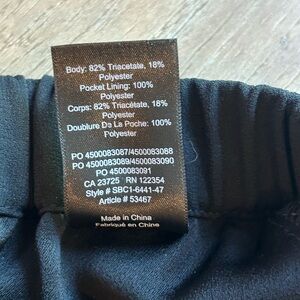 Body: 82% Triacetate, 18%
Polyester
Pocket Lining: 100%
Polyester
Corps: 82% Triacétate, 18%
Polyester
Doublure De La Poche: 100%
Polyester
PO 4500083087/4500083088
PO 4500083089/4500083090
PO 4500083091
CA 23725 RN 122354
Style # SBC1-6441-47
Article # 53467
Made in China
Fabriqué en Chine